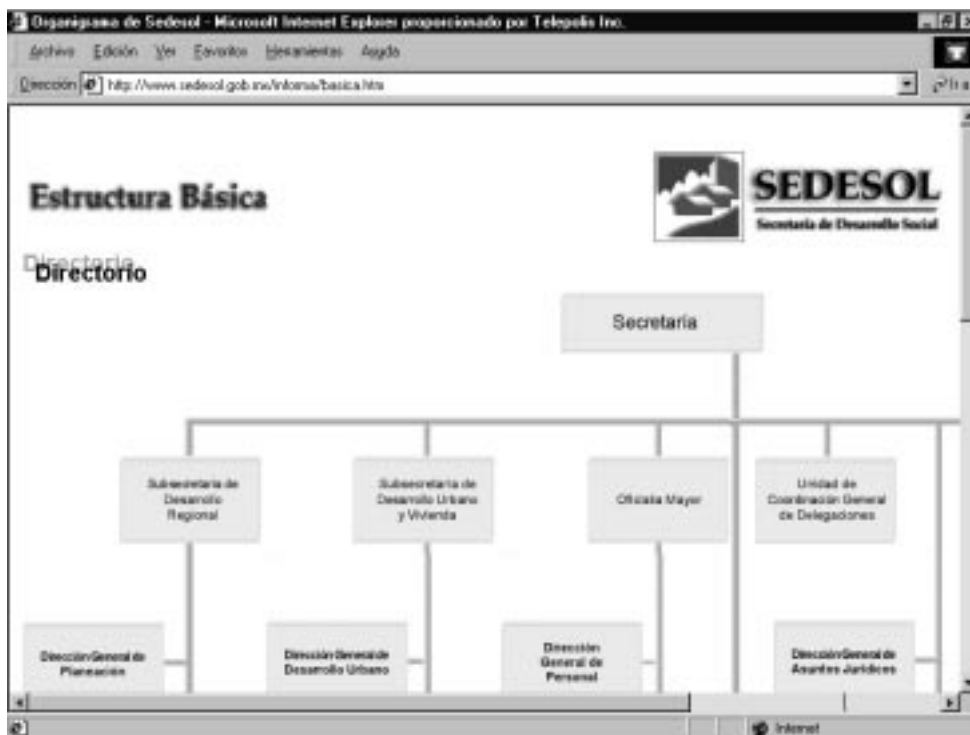 Organigrama de Sedesol - Microsoft Internet Explorer proporcionado por Telepolis Inc.
Archivo Edición Ver Favoritos Herramientas Ayuda
Dirección http://www.sedesol.gob.mx/informa/basica.htm Ir a
Estructura Básica
SEDESOL
Secretaría de Desarrollo Social
Directorio
Directorio
Secretaría
Subsecretaría de
Desarrollo
Regional
Subsecretaría de
Desarrollo Urbano
y Vivienda
Oficialía Mayor
Unidad de
Coordinación General
de Delegaciones
Dirección General de
Planeación
Dirección General de
Desarrollo Urbano
Dirección
General de
Personal
Dirección General de
Asuntos Jurídicos
Internet